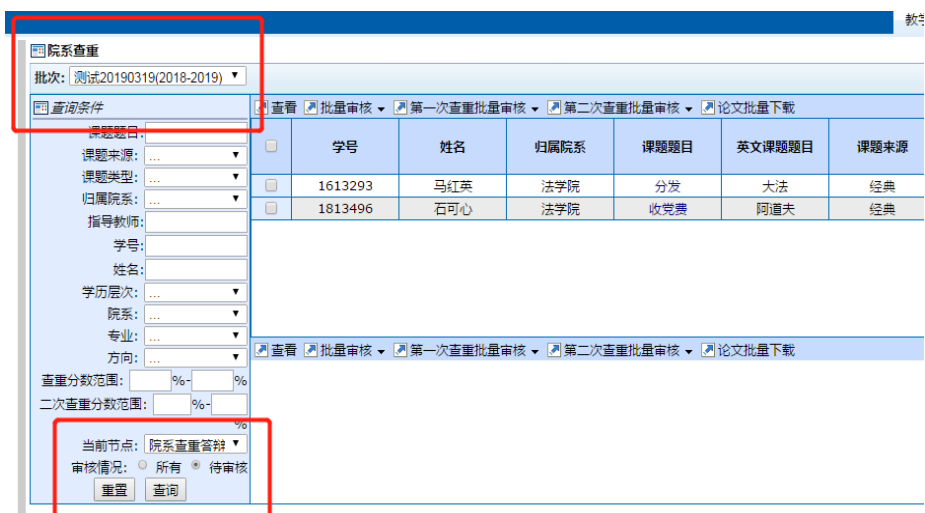 教学
院系查重
批次: 测试20190319(2018-2019)
查询条件
课题题目:
课题来源: ...
课题类型: ...
归属院系: ...
指导教师:
学号:
姓名:
学历层次: ...
院系: ...
专业: ...
方向: ...
查重分数范围: %- %
二次查重分数范围: %-
%
当前节点: 院系查重答辩
审核情况: 所有 待审核
重置 查询
查看 批量审核 第一次查重批量审核 第二次查重批量审核 论文批量下载
学号 姓名 归属院系 课题题目 英文课题题目 课题来源
1613293 马红英 法学院 分发 大法 经典
1813496 石可心 法学院 收党费 阿道夫 经典
查看 批量审核 第一次查重批量审核 第二次查重批量审核 论文批量下载